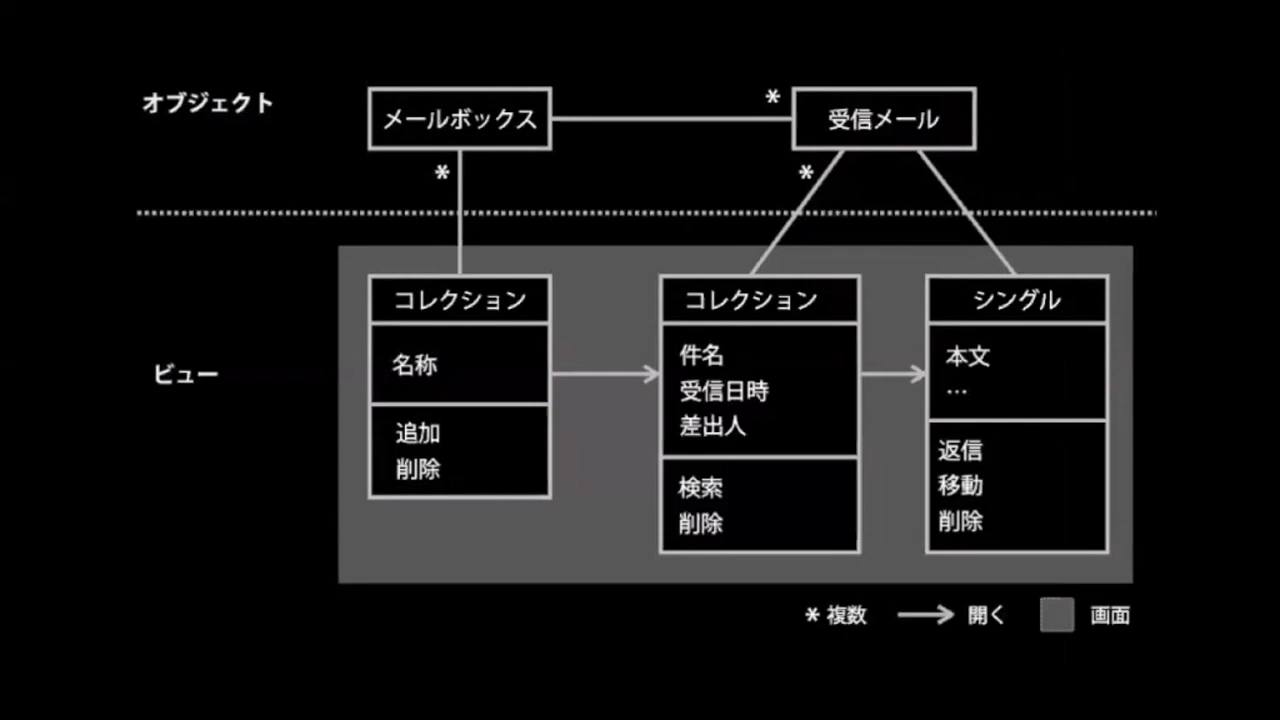 オブジェクト
メールボックス
*
受信メール
*
*
ビュー
コレクション
名称
追加
削除
コレクション
件名
受信日時
差出人
検索
削除
シングル
本文
…
返信
移動
削除
* 複数
開く
画面